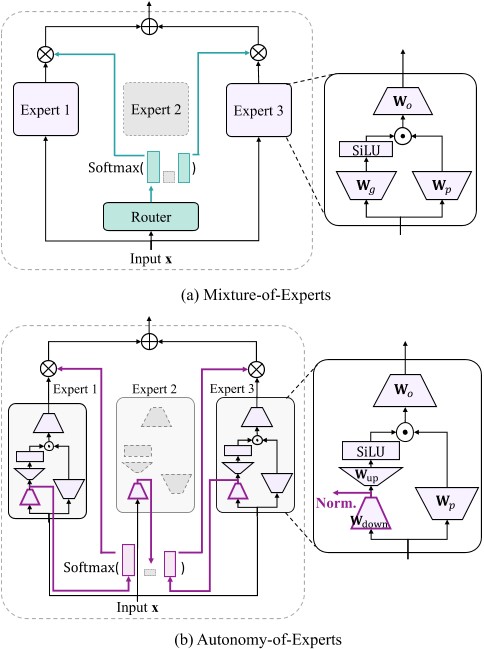 Expert 1
Expert 2
Expert 3
Softmax( )
Router
Input x
W_o
SiLU
W_g
W_p
(a) Mixture-of-Experts
Expert 1
Expert 2
Expert 3
Softmax( )
Input x
W_o
SiLU
W_up
Norm.
W_down
W_p
(b) Autonomy-of-Experts